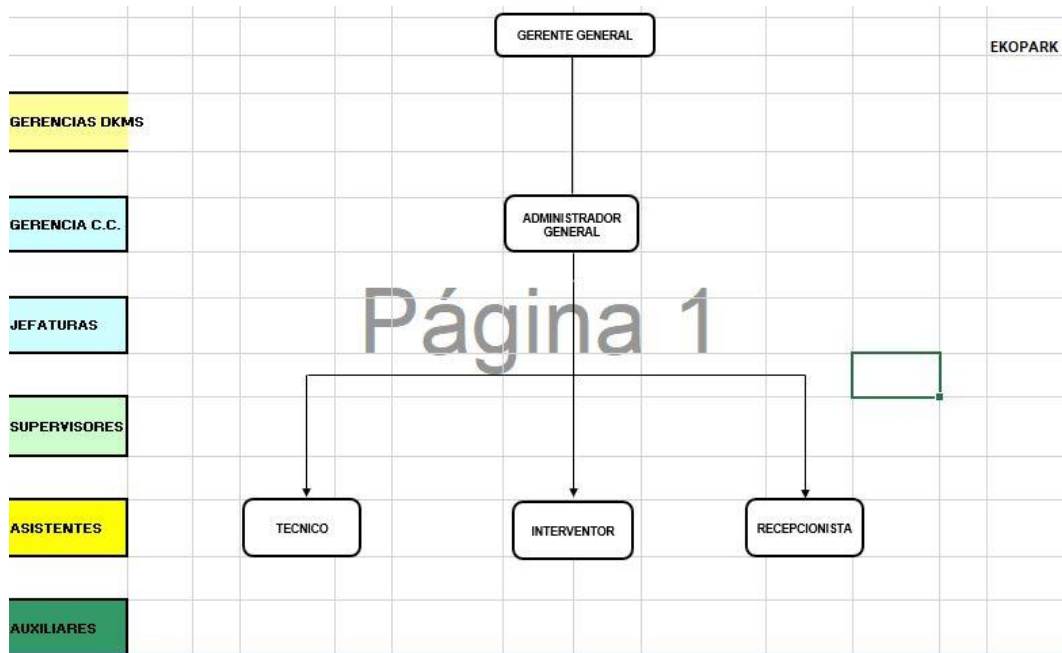 GERENTE GENERAL
EKOPARK
GERENCIAS DKMS
GERENCIA C.C.
ADMINISTRADOR
GENERAL
Página 1
JEFATURAS
SUPERVISORES
ASISTENTES
TECNICO
INTERVENTOR
RECEPCIONISTA
AUXILIARES